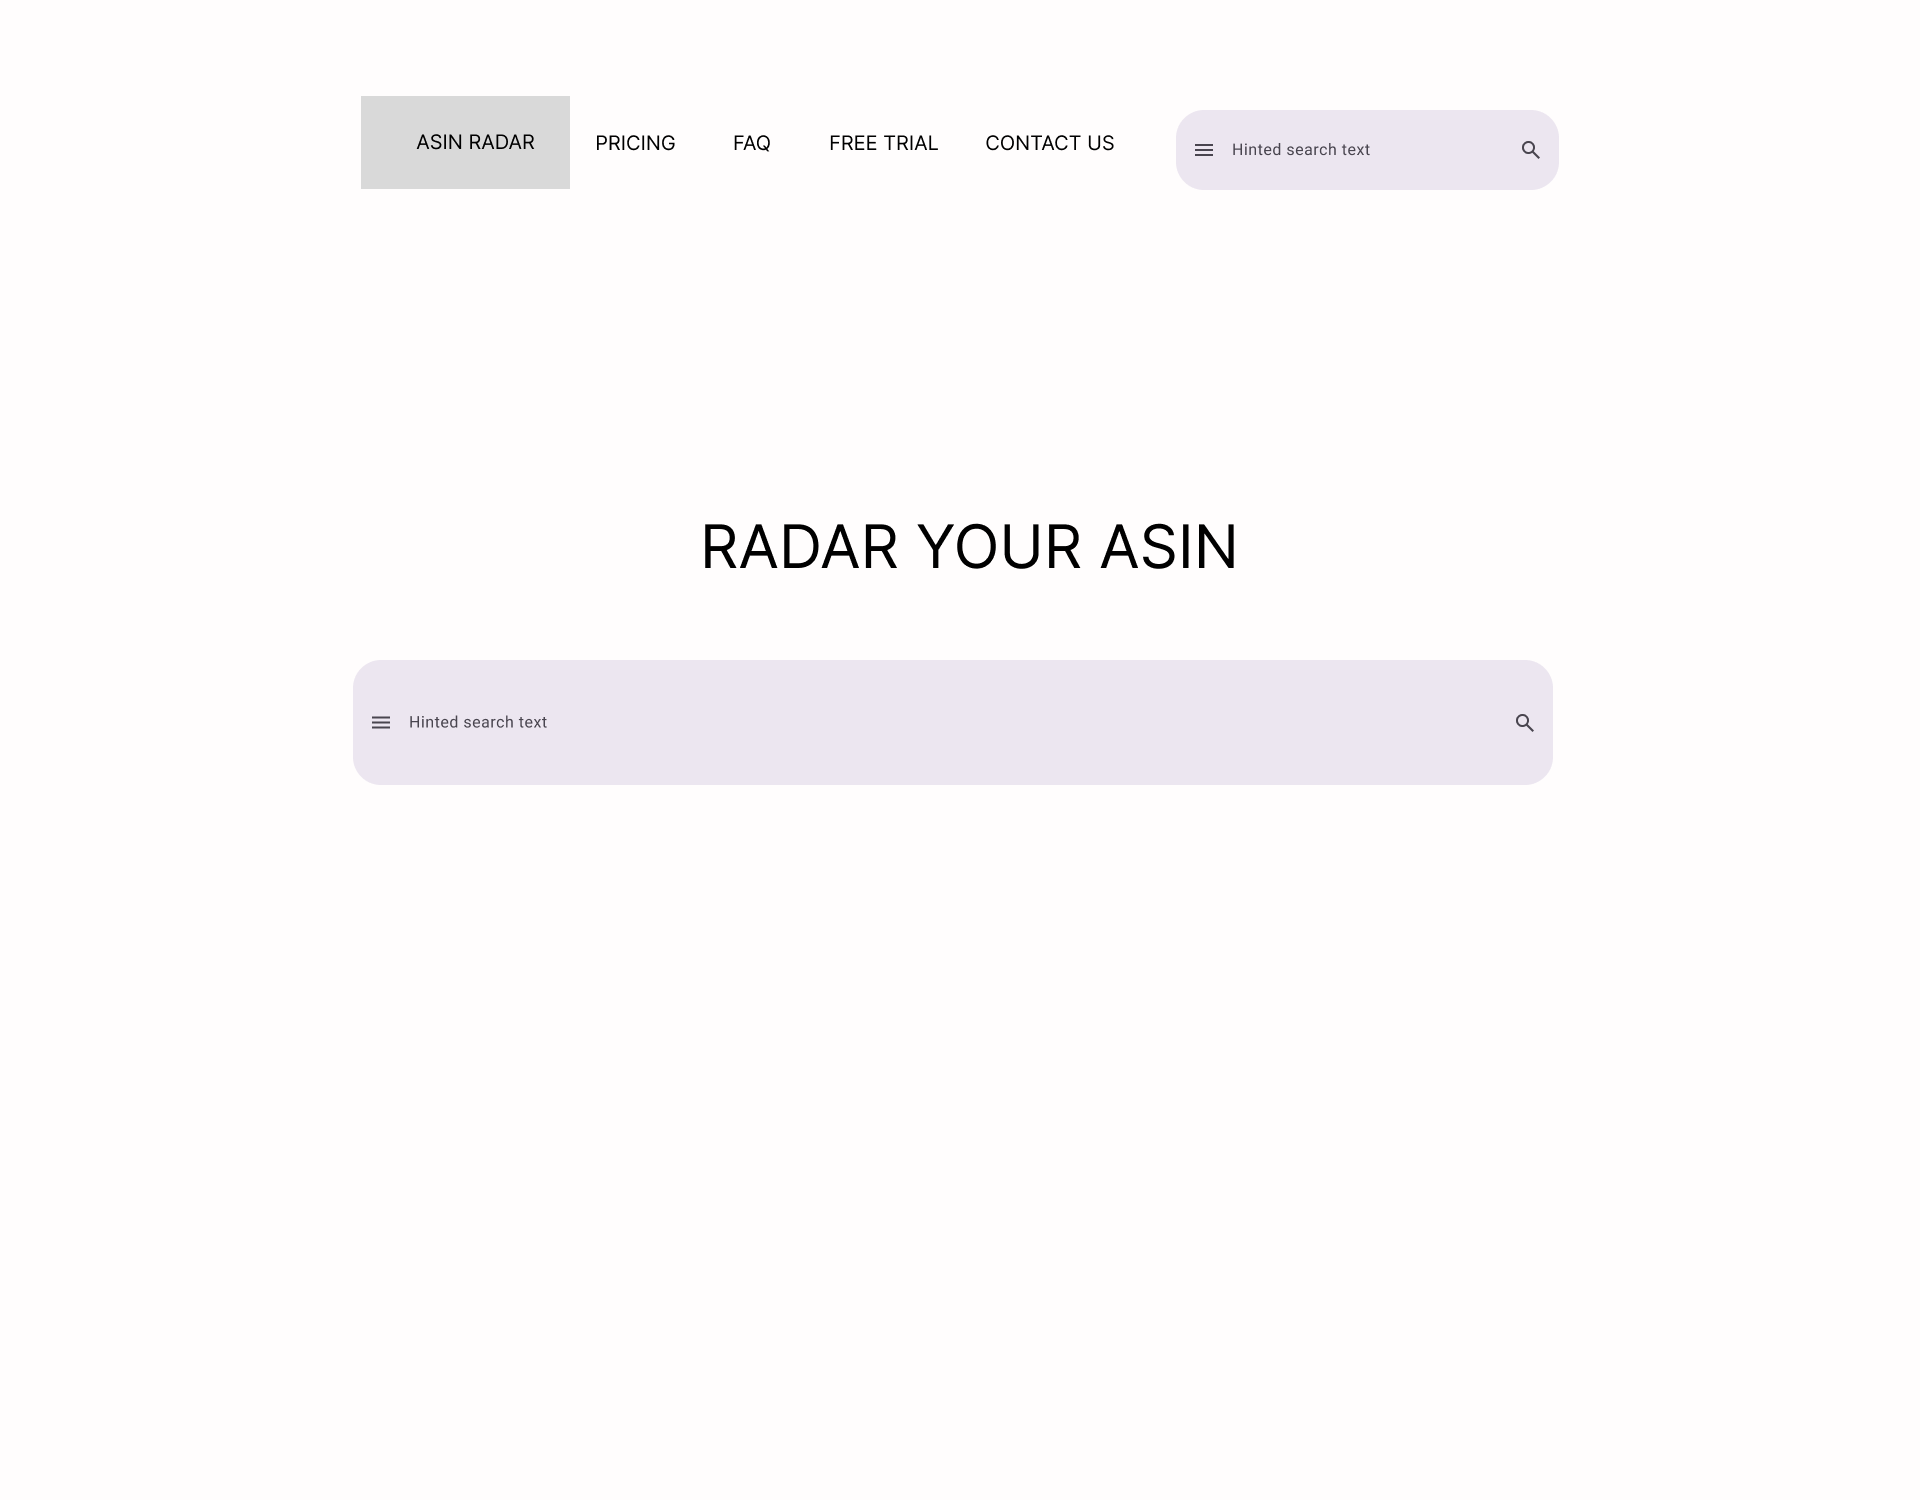 ASIN RADAR PRICING FAQ FREE TRIAL CONTACT US Hinted search text
RADAR YOUR ASIN
Hinted search text